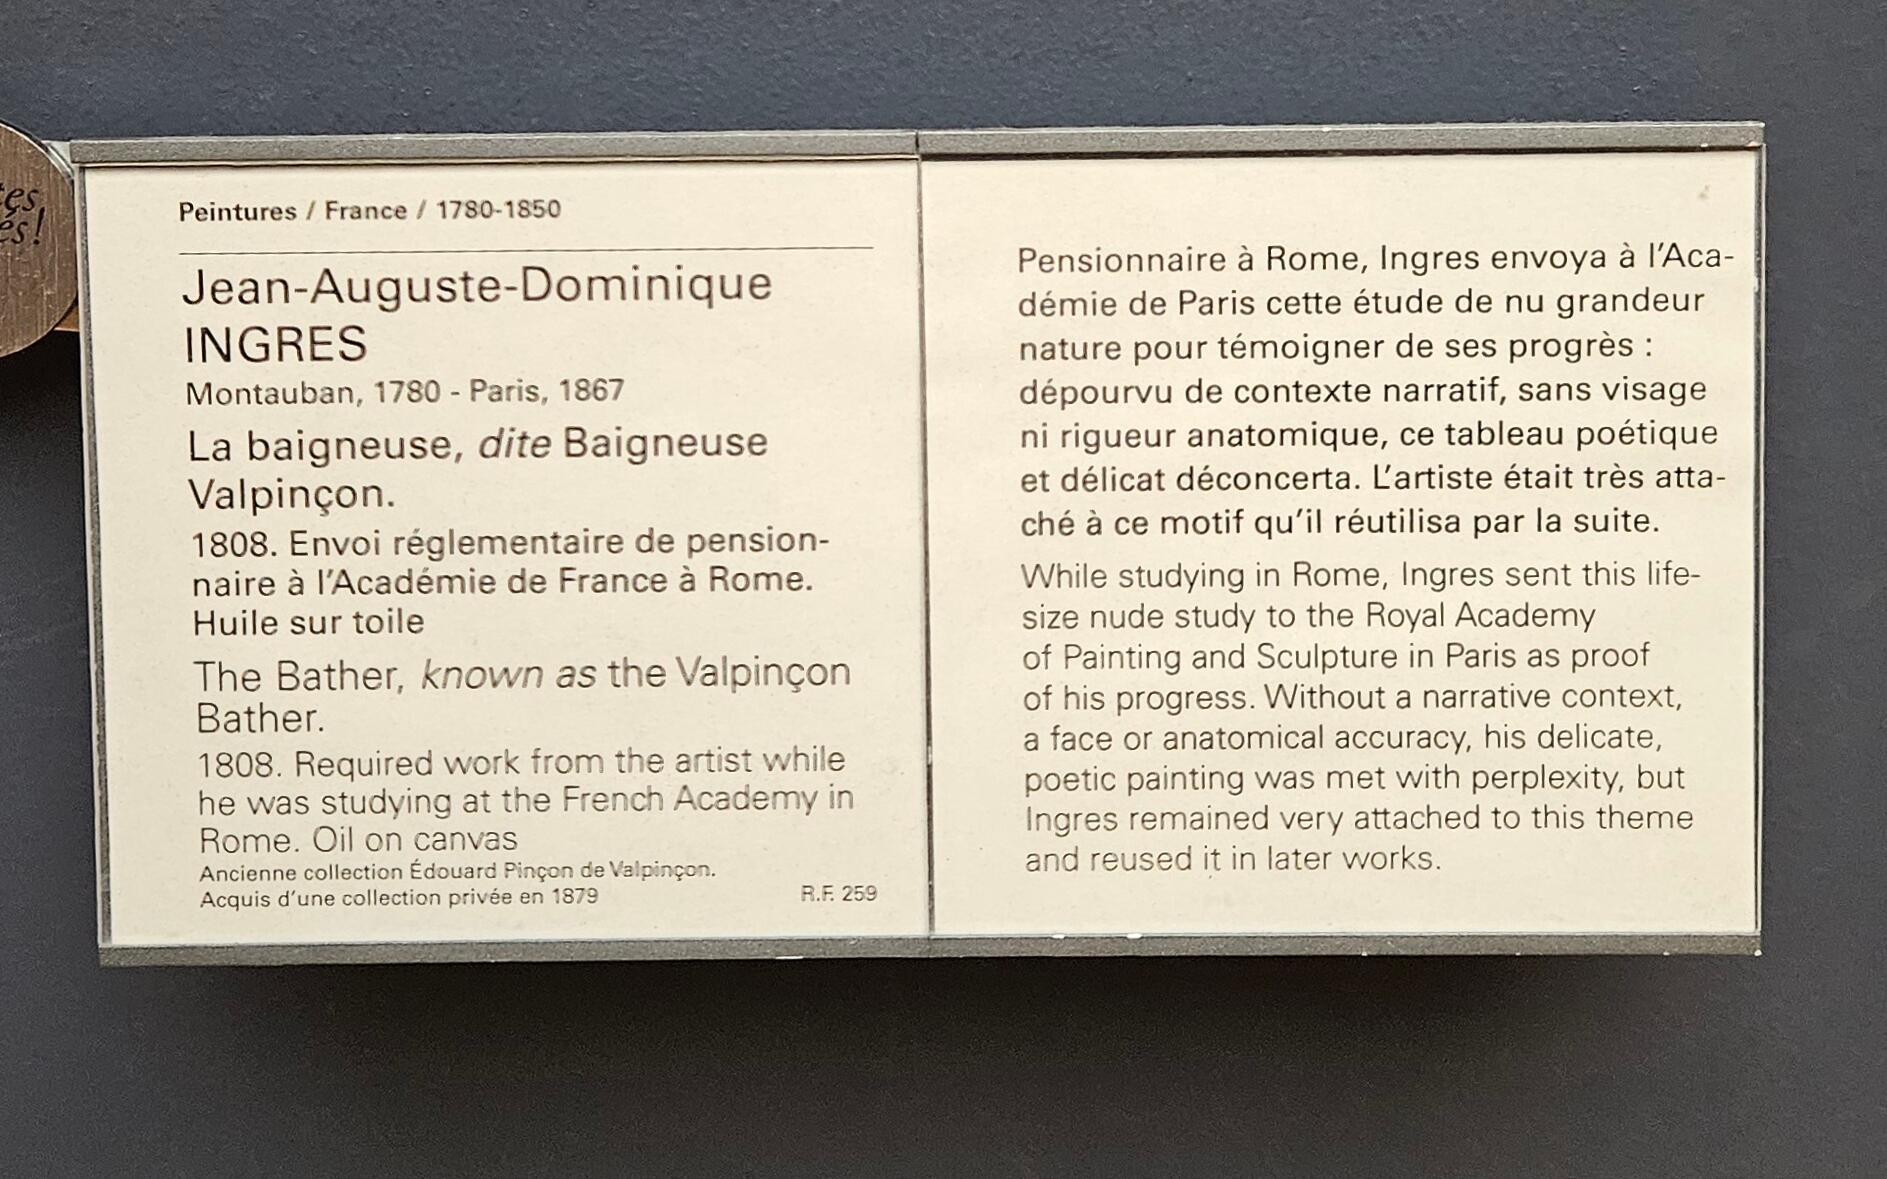 Peintures / France / 1780-1850
Jean-Auguste-Dominique
INGRES
Montauban, 1780 - Paris, 1867
La baigneuse, dite Baigneuse
Valpinçon.
1808. Envoi réglementaire de pension-
naire à l'Académie de France à Rome.
Huile sur toile
The Bather, known as the Valpinçon
Bather.
1808. Required work from the artist while
he was studying at the French Academy in
Rome. Oil on canvas
Ancienne collection Édouard Pinçon de Valpinçon.
Acquis d'une collection privée en 1879
R.F. 259
Pensionnaire à Rome, Ingres envoya à l'Aca-
démie de Paris cette étude de nu grandeur
nature pour témoigner de ses progrès :
dépourvu de contexte narratif, sans visage
ni rigueur anatomique, ce tableau poétique
et délicat déconcerta. L'artiste était très atta-
ché à ce motif qu'il réutilisa par la suite.
While studying in Rome, Ingres sent this life-
size nude study to the Royal Academy
of Painting and Sculpture in Paris as proof
of his progress. Without a narrative context,
a face or anatomical accuracy, his delicate,
poetic painting was met with perplexity, but
Ingres remained very attached to this theme
and reused it in later works.